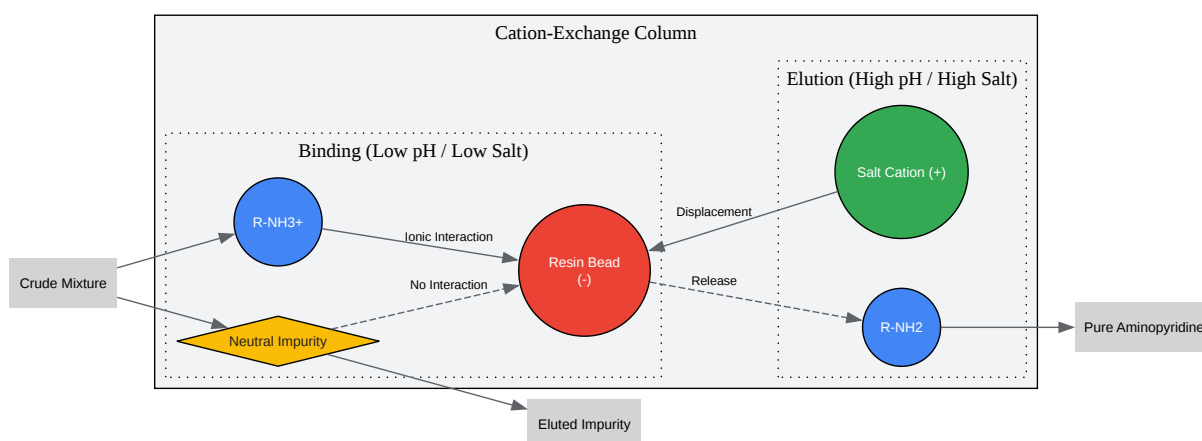 Cation-Exchange Column
Elution (High pH / High Salt)
Binding (Low pH / Low Salt)
Salt Cation (+)
R-NH3+
Displacement
Ionic Interaction
Resin Bead
(-)
Crude Mixture
No Interaction
Release
Neutral Impurity
R-NH2
Pure Aminopyridine
Eluted Impurity